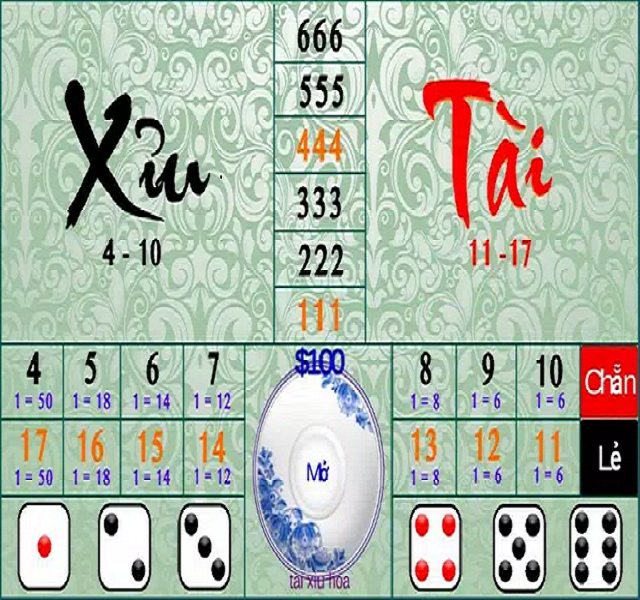 Xỉu
4 - 10
666
555
444
333
222
111
Tài
11 - 17
4 5 6 7
1 = 50 1 = 18 1 = 14 1 = 12
17 16 15 14
1 = 50 1 = 18 1 = 14 1 = 12
$100
Mở
tài xỉu hoa
8 9 10 Chẵn
1 = 8 1 = 6 1 = 6
13 12 11 Lẻ
1 = 8 1 = 6 1 = 6